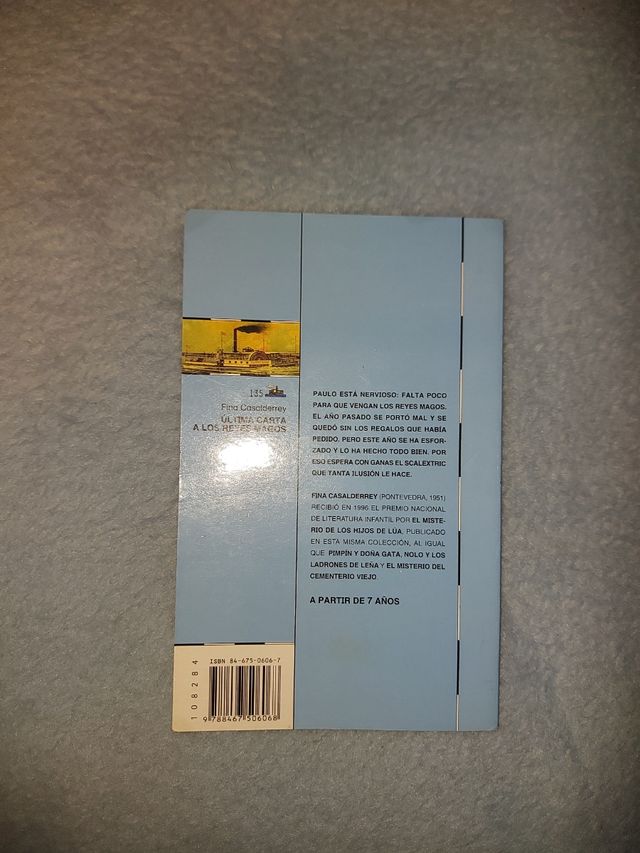 135
Fina Casalderrey
ÚLTIMA CARTA
A LOS REYES MAGOS
PAULO ESTÁ NERVIOSO: FALTA POCO
PARA QUE VENGAN LOS REYES MAGOS.
EL AÑO PASADO SE PORTÓ MAL Y SE
QUEDÓ SIN LOS REGALOS QUE HABÍA
PEDIDO. PERO ESTE AÑO SE HA ESFOR-
ZADO Y LO HA HECHO TODO BIEN. POR
ESO ESPERA CON GANAS EL SCALEXTRIC
QUE TANTA ILUSIÓN LE HACE.
FINA CASALDERREY (PONTEVEDRA, 1951)
RECIBIÓ EN 1996 EL PREMIO NACIONAL
DE LITERATURA INFANTIL POR EL MISTE-
RIO DE LOS HIJOS DE LÚA, PUBLICADO
EN ESTA MISMA COLECCIÓN, AL IGUAL
QUE PIMPÍN Y DOÑA GATA, NOLO Y LOS
LADRONES DE LEÑA Y EL MISTERIO DEL
CEMENTERIO VIEJO.
A PARTIR DE 7 AÑOS
108284
ISBN 84-675-0606-7
9 788467 506068